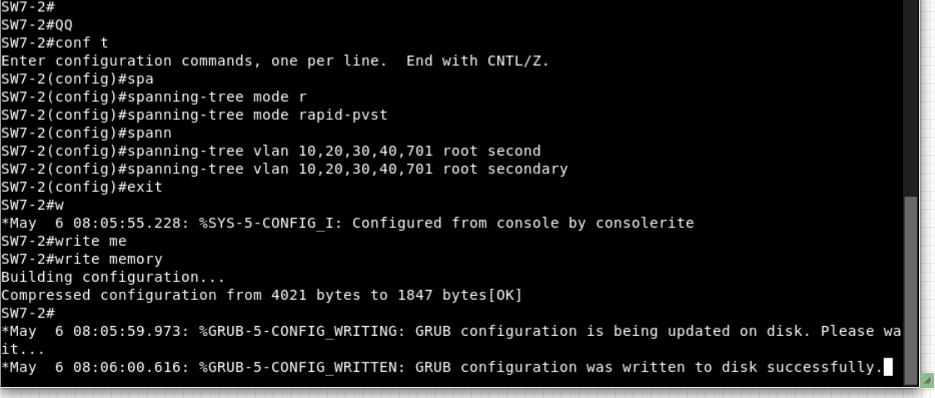 SW7-2#
SW7-2#QQ
SW7-2#conf t
Enter configuration commands, one per line.  End with CNTL/Z.
SW7-2(config)#spa
SW7-2(config)#spanning-tree mode r
SW7-2(config)#spanning-tree mode rapid-pvst
SW7-2(config)#spann
SW7-2(config)#spanning-tree vlan 10,20,30,40,701 root second
SW7-2(config)#spanning-tree vlan 10,20,30,40,701 root secondary
SW7-2(config)#exit
SW7-2#w
*May  6 08:05:55.228: %SYS-5-CONFIG_I: Configured from console by consolerite
SW7-2#write me
SW7-2#write memory
Building configuration...
Compressed configuration from 4021 bytes to 1847 bytes[OK]
SW7-2#
*May  6 08:05:59.973: %GRUB-5-CONFIG_WRITING: GRUB configuration is being updated on disk. Please wa
it...
*May  6 08:06:00.616: %GRUB-5-CONFIG_WRITTEN: GRUB configuration was written to disk successfully.